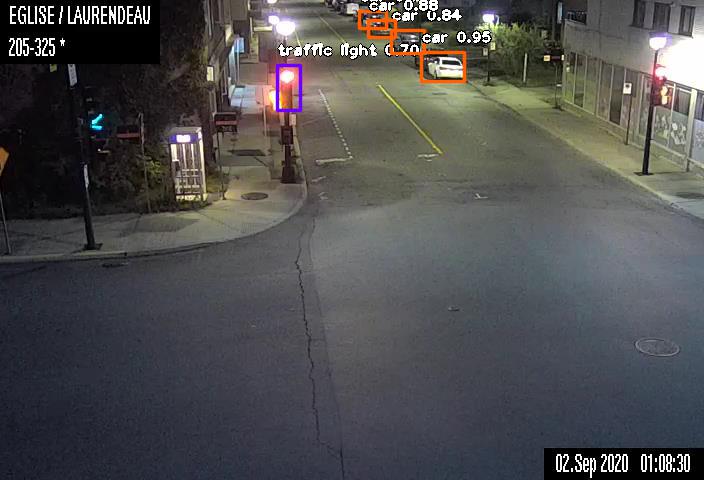 EGLISE / LAURENDEAU
205-325 *
car 0.88
car 0.84
car 0.95
traffic light 0.70
02.Sep 2020 01:08:30